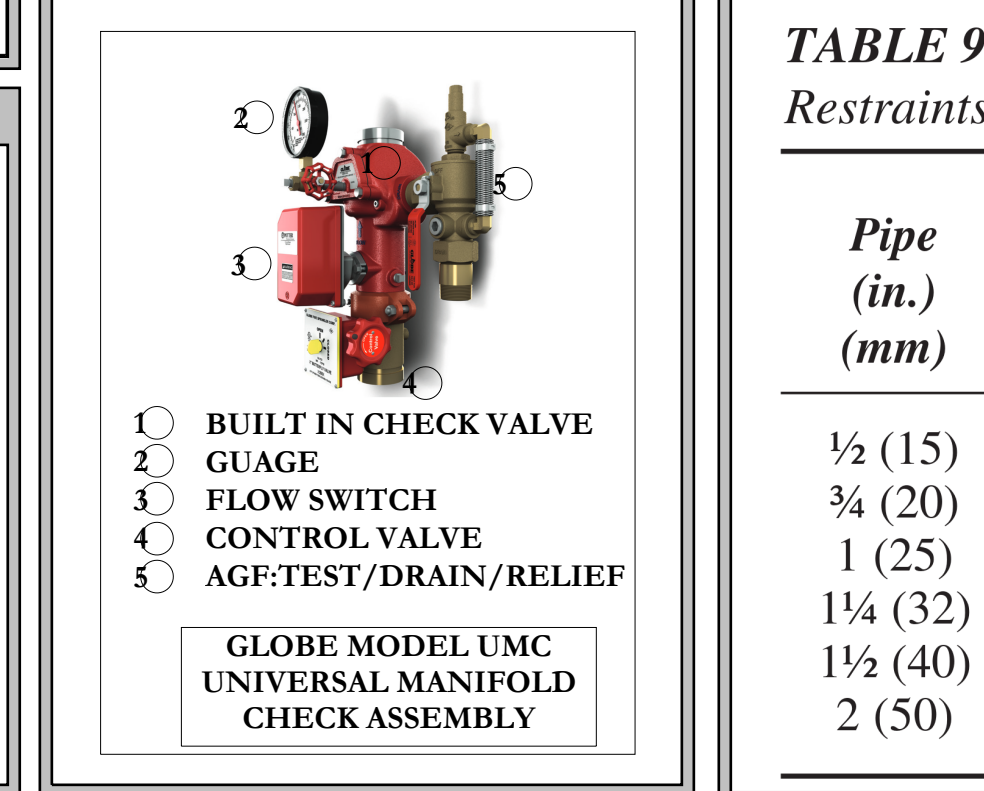 2
1
5
3
4
1 BUILT IN CHECK VALVE
2 GUAGE
3 FLOW SWITCH
4 CONTROL VALVE
5 AGF:TEST/DRAIN/RELIEF
GLOBE MODEL UMC
UNIVERSAL MANIFOLD
CHECK ASSEMBLY
TABLE 9
Restraints
Pipe
(in.)
(mm)
½ (15)
¾ (20)
1 (25)
1¼ (32)
1½ (40)
2 (50)